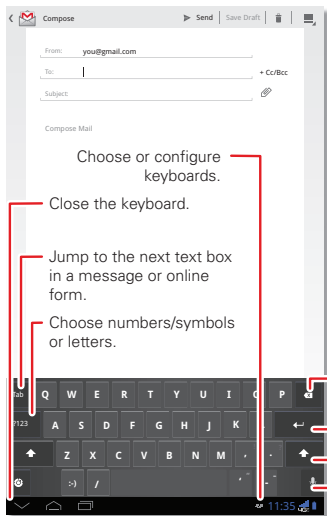 Compose
Send
Save Draft
From: you@gmail.com
To:
+ Cc/Bcc
Subject:
Compose Mail
Choose or configure
keyboards.
Close the keyboard.
Jump to the next text box
in a message or online
form.
Choose numbers/symbols
or letters.
Tab Q W E R T Y U I O P
?123 A S D F G H J K L
Z X C V B N M , .
:-) / ' " - _
11:35